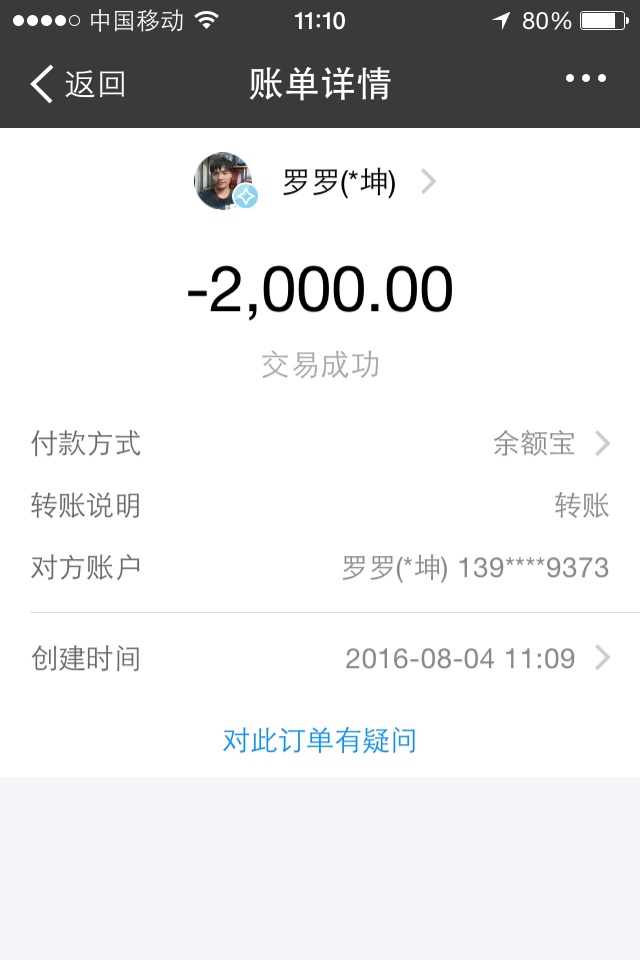 中国移动 11:10 80%
返回 账单详情
罗罗(*坤)
-2,000.00
交易成功
付款方式 余额宝
转账说明 转账
对方账户 罗罗(*坤) 139****9373
创建时间 2016-08-04 11:09
对此订单有疑问